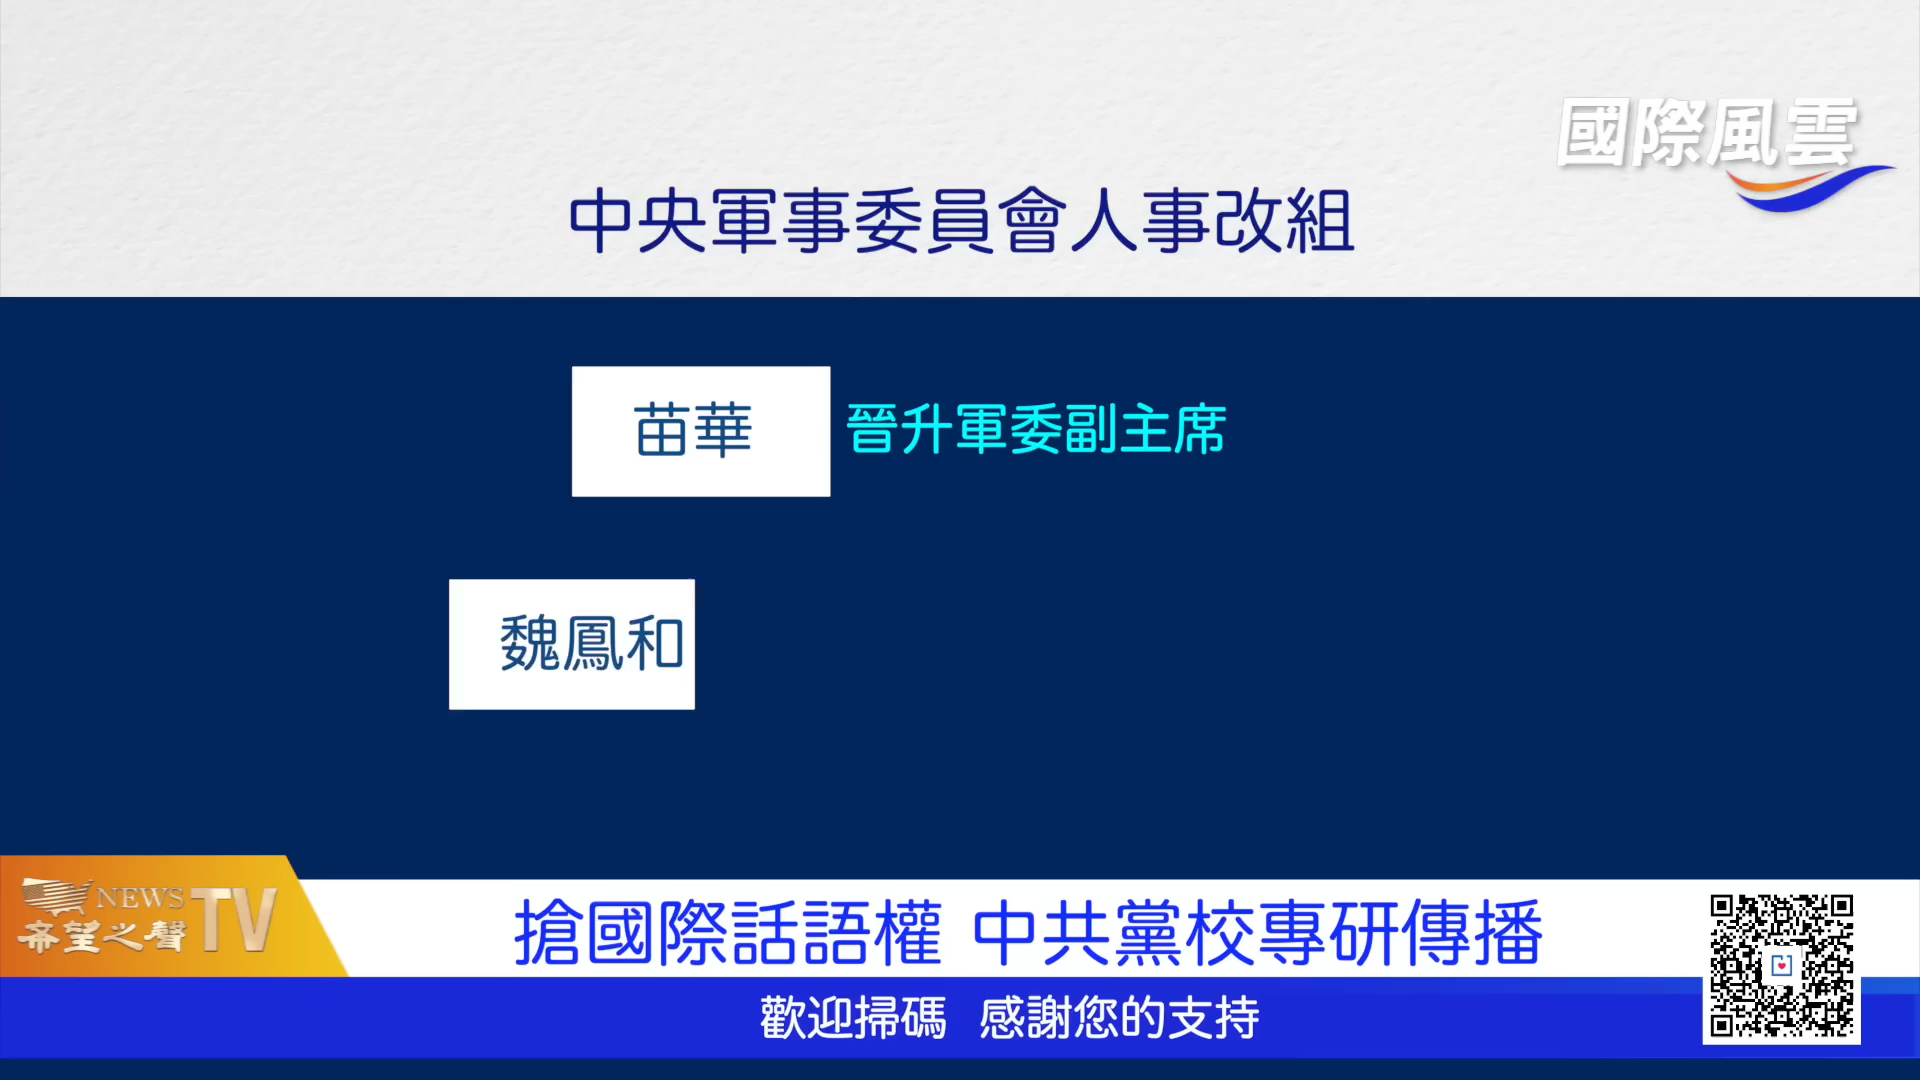 國際風雲
中央軍事委員會人事改組
苗華 晉升軍委副主席
魏鳳和
NEWS
希望之聲 TV
搶國際話語權 中共黨校專研傳播
歡迎掃碼 感謝您的支持